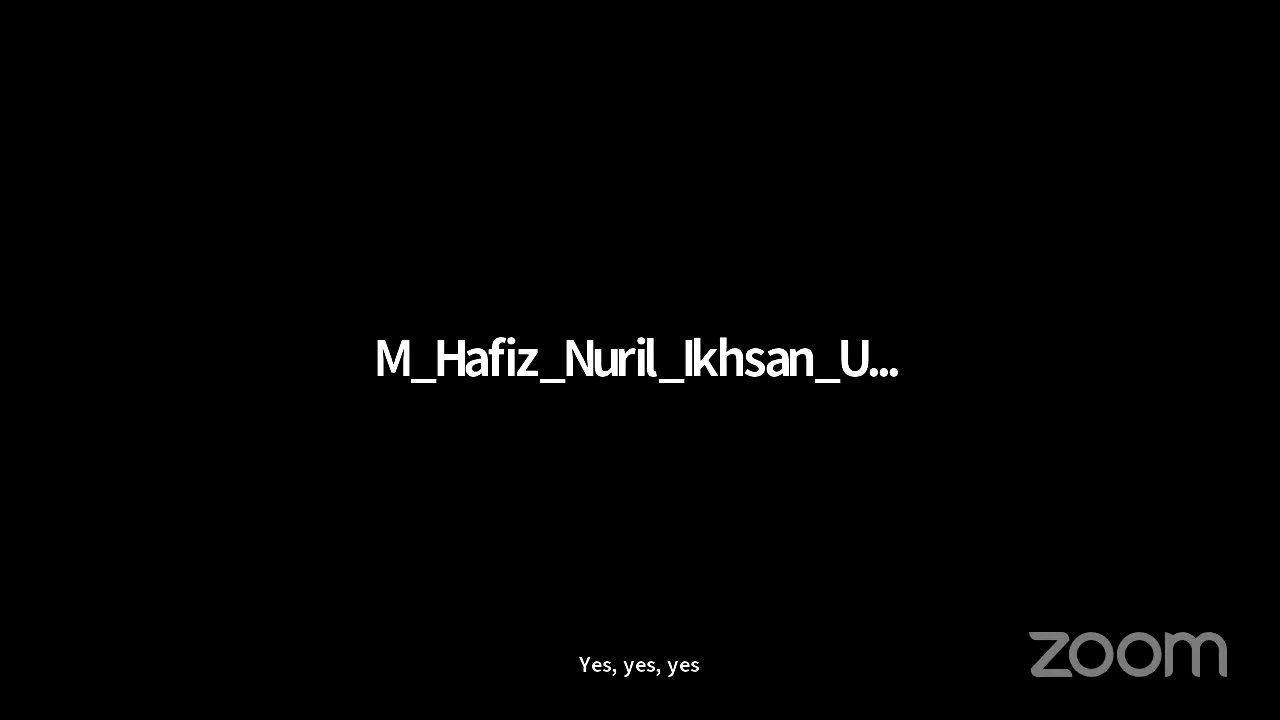 M_Hafiz_Nuril_Ikhsan_U...
Yes, yes, yes
zoom